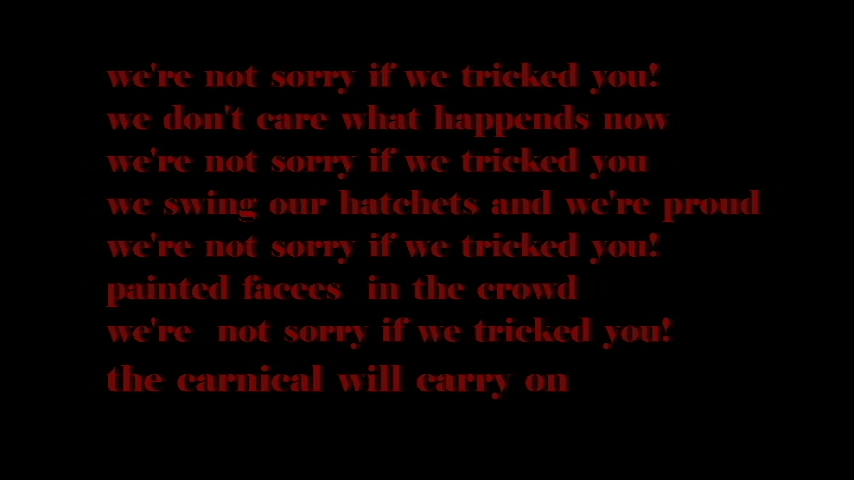 we're not sorry if we tricked you!
we don't care what happends now
we're not sorry if we tricked you
we swing our hatchets and we're proud
we're not sorry if we tricked you!
painted facees in the crowd
we're not sorry if we tricked you!
the carnical will carry on